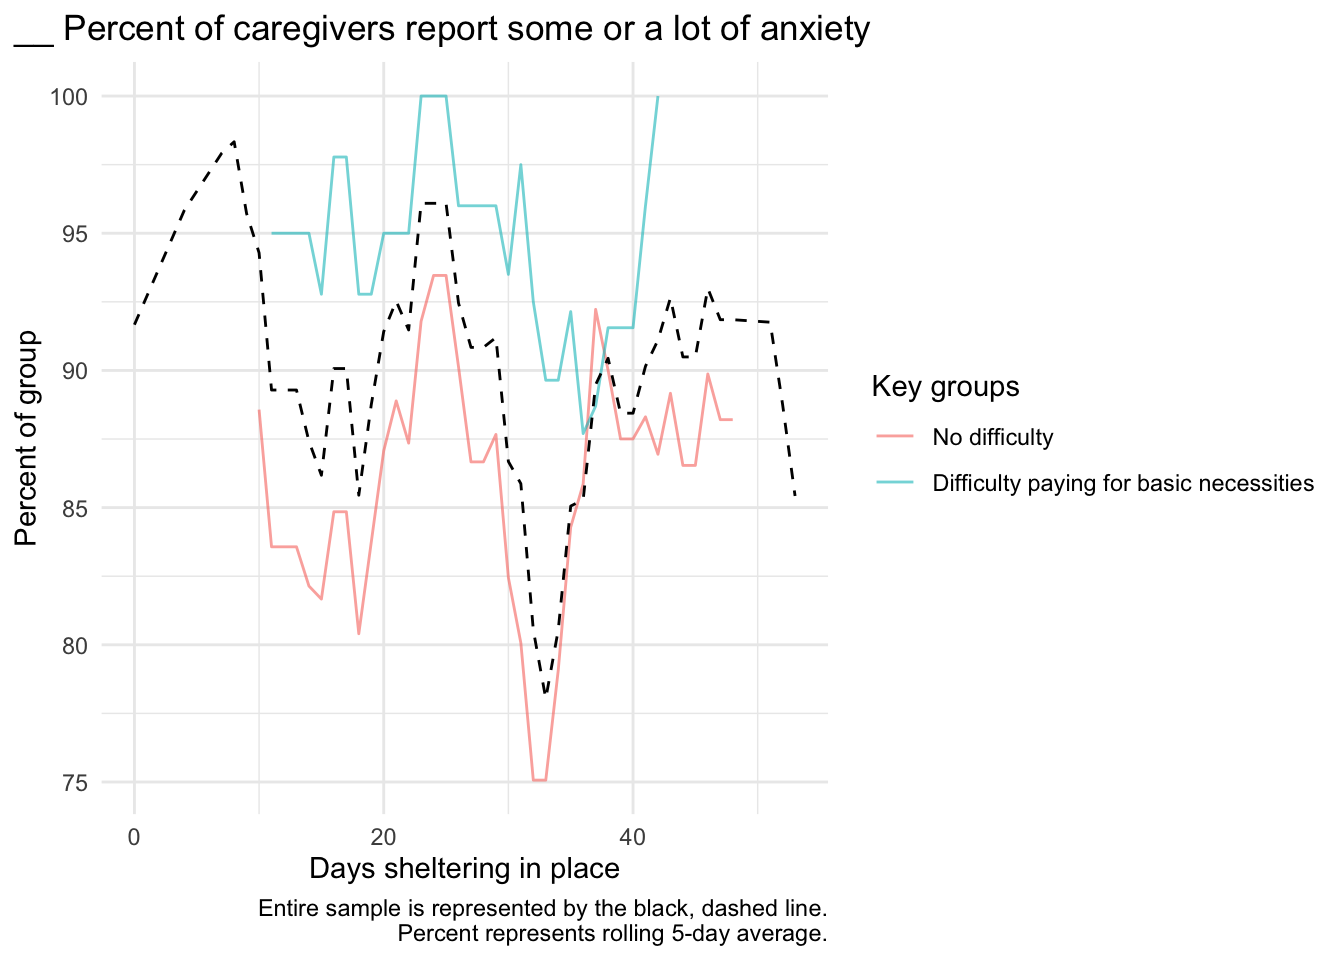 __ Percent of caregivers report some or a lot of anxiety
100
95
90
85
80
75
Percent of group
0 20 40
Days sheltering in place
Key groups
No difficulty
Difficulty paying for basic necessities
Entire sample is represented by the black, dashed line.
Percent represents rolling 5-day average.